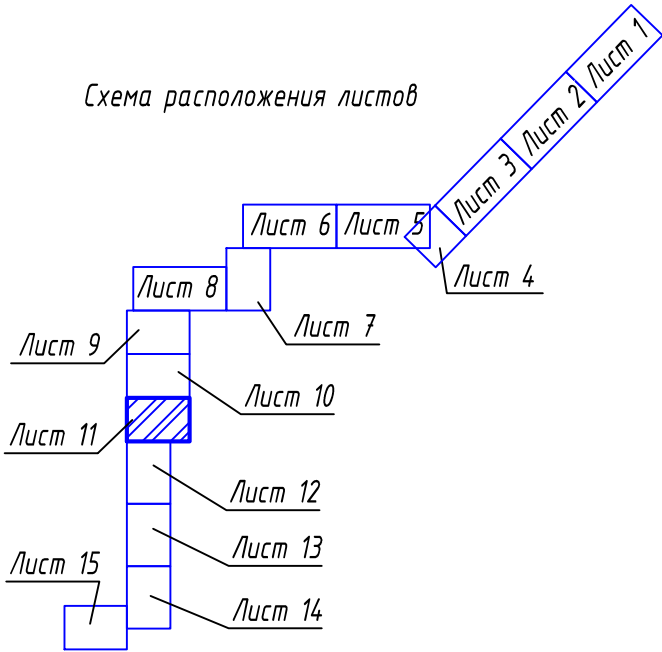 Схема расположения листов
Лист 1
Лист 2
Лист 3
Лист 4
Лист 5
Лист 6
Лист 7
Лист 8
Лист 9
Лист 10
Лист 11
Лист 12
Лист 13
Лист 14
Лист 15